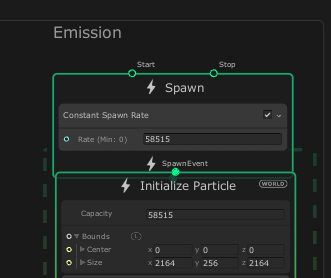 Emission
Start Stop
Spawn
Constant Spawn Rate
Rate (Min: 0) 58515
SpawnEvent
Initialize Particle WORLD
Capacity 58515
Bounds
Center x 0 y 0 z 0
Size x 2164 y 256 z 2164